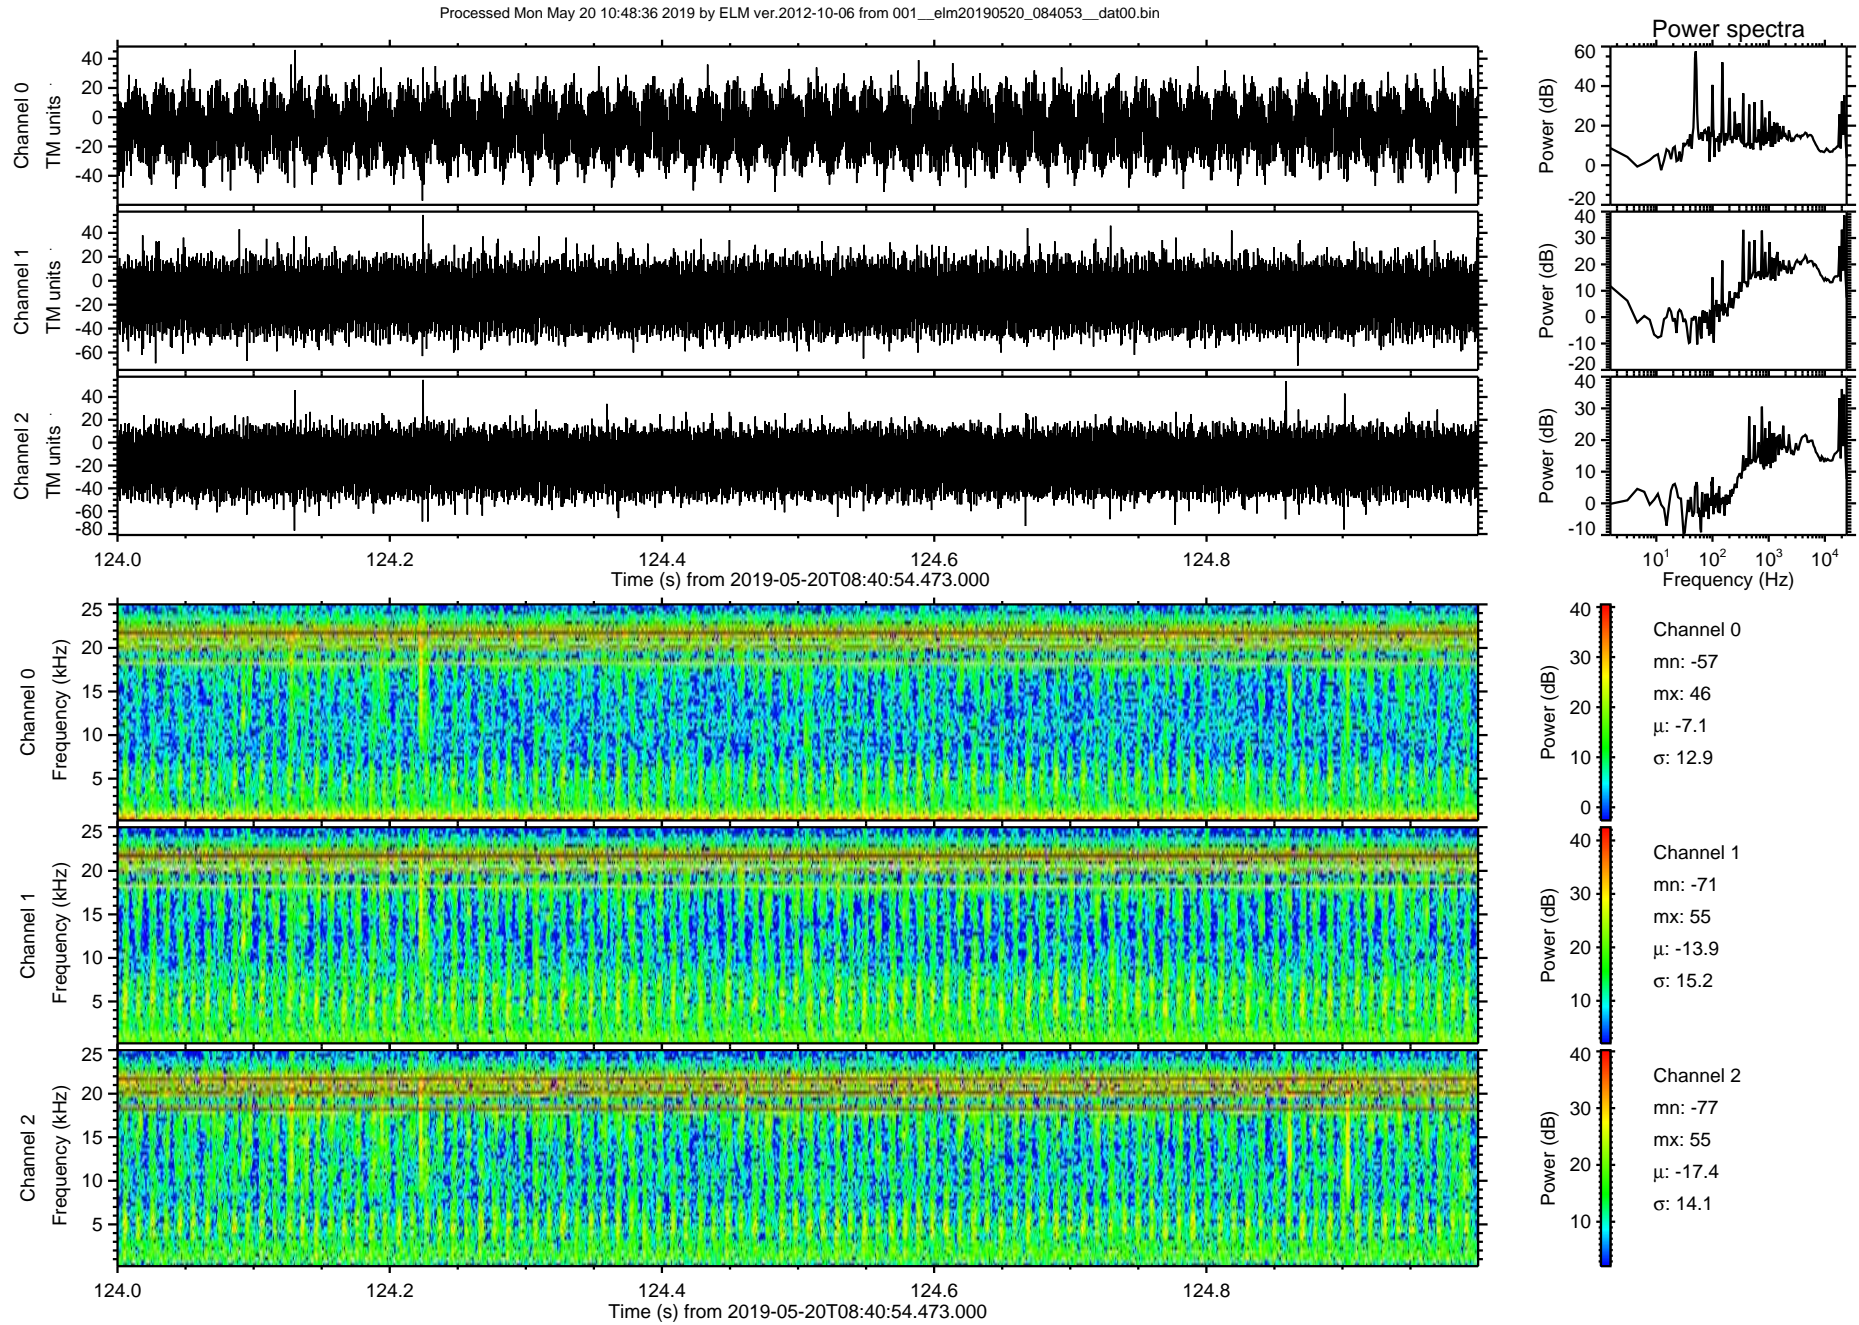 Processed Mon May 20 10:48:36 2019 by ELM ver.2012-10-06 from 001__elm20190520_084053__dat00.bin
Power spectra
Channel 0
TM units
40
20
0
-20
-40
Power (dB)
60
40
20
0
-20
Channel 1
TM units
40
20
0
-20
-40
-60
Power (dB)
40
30
20
10
0
-10
-20
Channel 2
TM units
40
20
0
-20
-40
-60
-80
Power (dB)
40
30
20
10
0
-10
124.0 124.2 124.4 124.6 124.8
Time (s) from 2019-05-20T08:40:54.473.000
10^1 10^2 10^3 10^4
Frequency (Hz)
Channel 0
Frequency (kHz)
25
20
15
10
5
Power (dB)
40
30
20
10
0
Channel 0
mn: -57
mx: 46
μ: -7.1
σ: 12.9
Channel 1
Frequency (kHz)
25
20
15
10
5
Power (dB)
40
30
20
10
Channel 1
mn: -71
mx: 55
μ: -13.9
σ: 15.2
Channel 2
Frequency (kHz)
25
20
15
10
5
Power (dB)
40
30
20
10
Channel 2
mn: -77
mx: 55
μ: -17.4
σ: 14.1
124.0 124.2 124.4 124.6 124.8
Time (s) from 2019-05-20T08:40:54.473.000